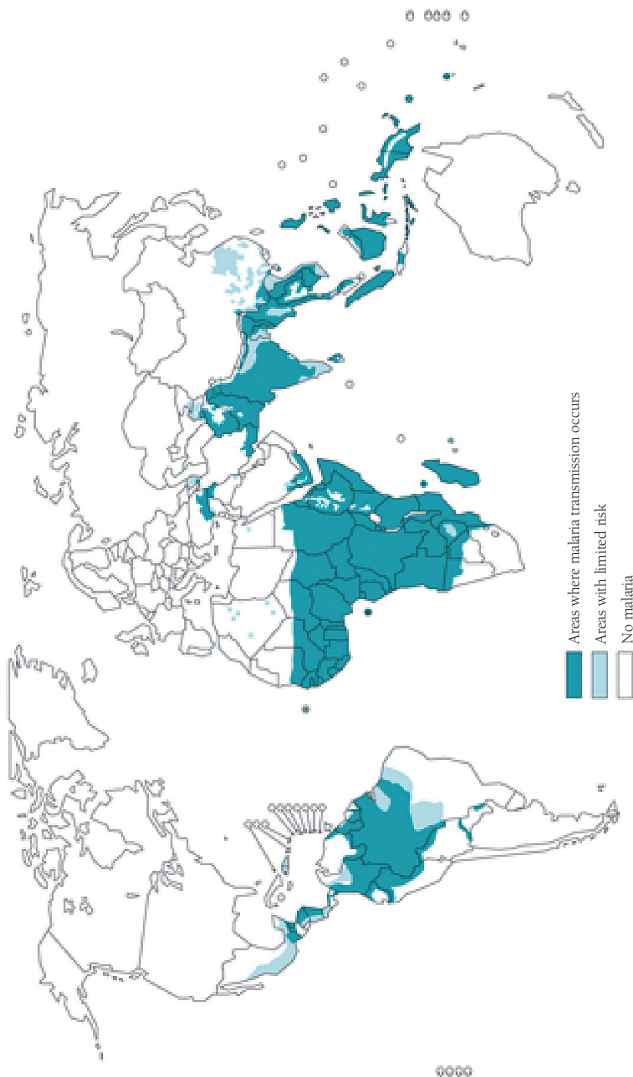 Areas where malaria transmission occurs
Areas with limited risk
No malaria